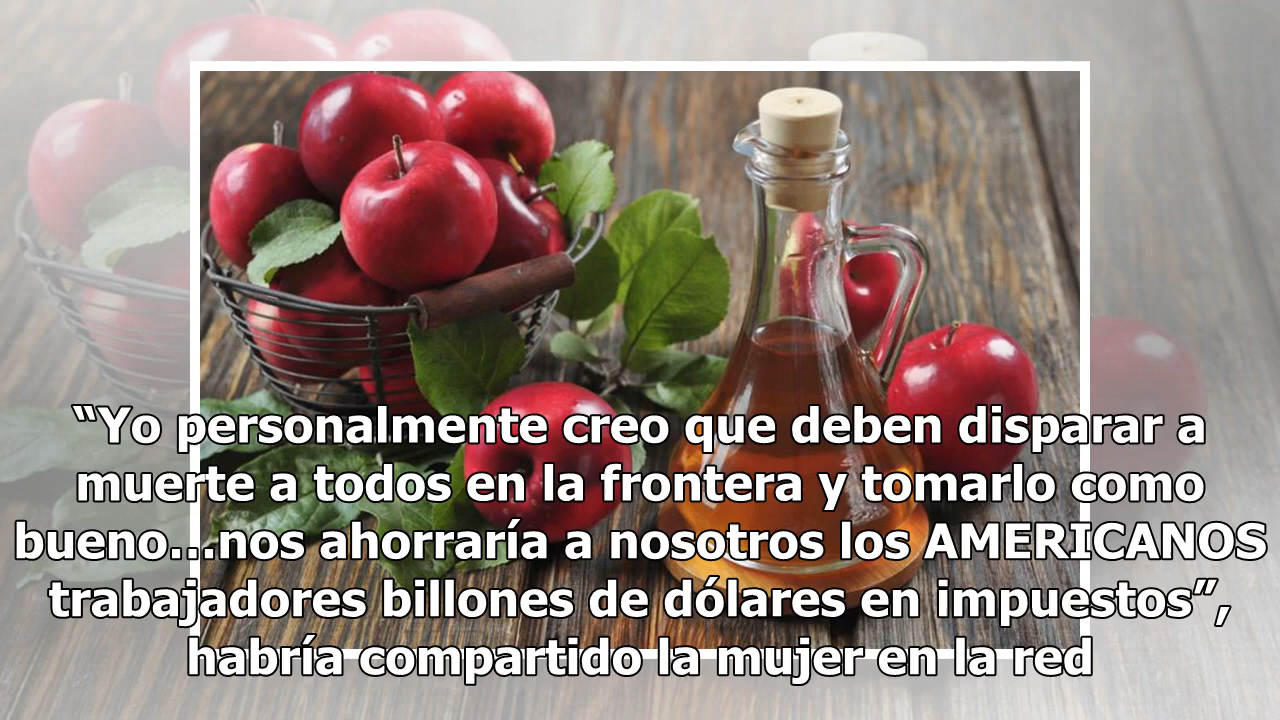 “Yo personalmente creo que deben disparar a
muerte a todos en la frontera y tomarlo como
bueno...nos ahorraría a nosotros los AMERICANOS
trabajadores billones de dólares en impuestos”,
habría compartido la mujer en la red